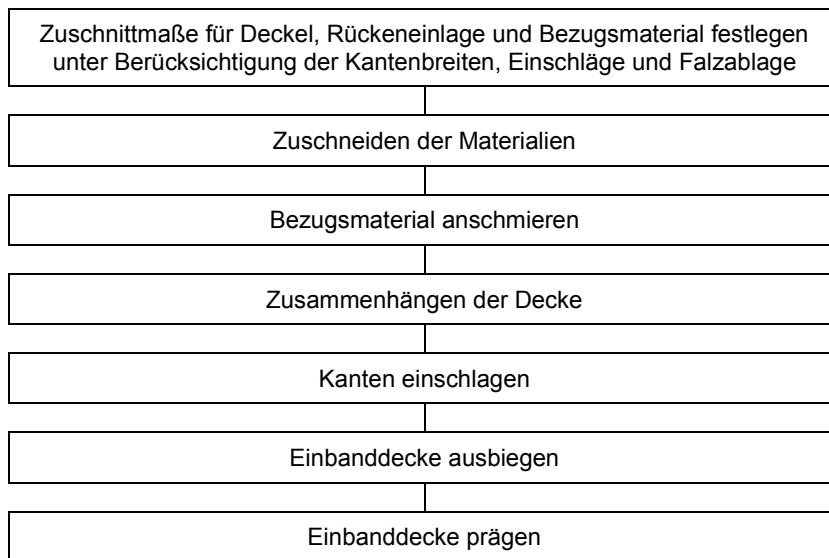 Zuschnittmaße für Deckel, Rückeneinlage und Bezugsmaterial festlegen
unter Berücksichtigung der Kantenbreiten, Einschläge und Falzablage
Zuschneiden der Materialien
Bezugsmaterial anschmieren
Zusammenhängen der Decke
Kanten einschlagen
Einbanddecke ausbiegen
Einbanddecke prägen